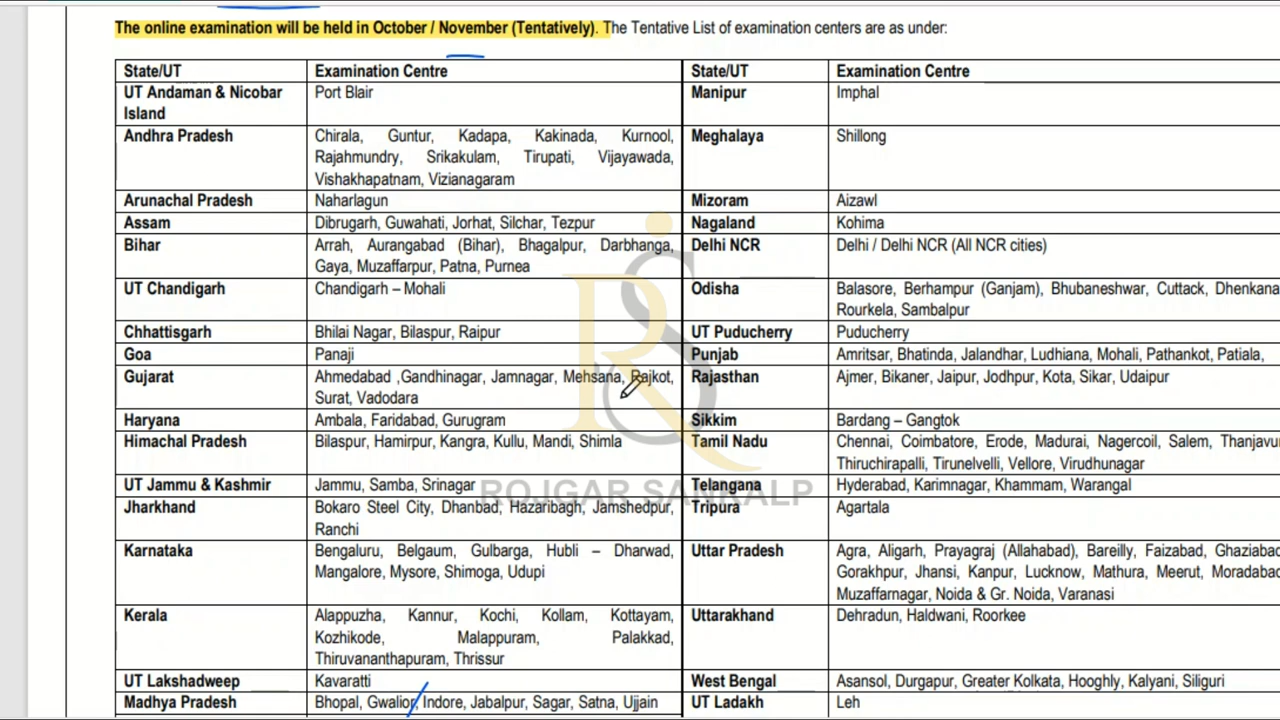 The online examination will be held in October / November (Tentatively). The Tentative List of examination centers are as under:
State/UT Examination Centre State/UT Examination Centre
UT Andaman & Nicobar Port Blair Manipur Imphal
Island
Andhra Pradesh Chirala, Guntur, Kadapa, Kakinada, Kurnool, Meghalaya Shillong
Rajahmundry, Srikakulam, Tirupati, Vijayawada,
Vishakhapatnam, Vizianagaram
Arunachal Pradesh Naharlagun Mizoram Aizawl
Assam Dibrugarh, Guwahati, Jorhat, Silchar, Tezpur Nagaland Kohima
Bihar Arrah, Aurangabad (Bihar), Bhagalpur, Darbhanga, Delhi NCR Delhi / Delhi NCR (All NCR cities)
Gaya, Muzaffarpur, Patna, Purnea
UT Chandigarh Chandigarh – Mohali Odisha Balasore, Berhampur (Ganjam), Bhubaneshwar, Cuttack, Dhenkana
Rourkela, Sambalpur
Chhattisgarh Bhilai Nagar, Bilaspur, Raipur UT Puducherry Puducherry
Goa Panaji Punjab Amritsar, Bhatinda, Jalandhar, Ludhiana, Mohali, Pathankot, Patiala,
Gujarat Ahmedabad ,Gandhinagar, Jamnagar, Mehsana, Rajkot, Rajasthan Ajmer, Bikaner, Jaipur, Jodhpur, Kota, Sikar, Udaipur
Surat, Vadodara
Haryana Ambala, Faridabad, Gurugram Sikkim Bardang – Gangtok
Himachal Pradesh Bilaspur, Hamirpur, Kangra, Kullu, Mandi, Shimla Tamil Nadu Chennai, Coimbatore, Erode, Madurai, Nagercoil, Salem, Thanjavur
Thiruchirapalli, Tirunelvelli, Vellore, Virudhunagar
UT Jammu & Kashmir Jammu, Samba, Srinagar Telangana Hyderabad, Karimnagar, Khammam, Warangal
ROJGAR SANKALP
Jharkhand Bokaro Steel City, Dhanbad, Hazaribagh, Jamshedpur, Tripura Agartala
Ranchi
Karnataka Bengaluru, Belgaum, Gulbarga, Hubli – Dharwad, Uttar Pradesh Agra, Aligarh, Prayagraj (Allahabad), Bareilly, Faizabad, Ghaziabad
Mangalore, Mysore, Shimoga, Udupi Gorakhpur, Jhansi, Kanpur, Lucknow, Mathura, Meerut, Moradabad
Muzaffarnagar, Noida & Gr. Noida, Varanasi
Kerala Alappuzha, Kannur, Kochi, Kollam, Kottayam, Uttarakhand Dehradun, Haldwani, Roorkee
Kozhikode, Malappuram, Palakkad,
Thiruvananthapuram, Thrissur
UT Lakshadweep Kavaratti West Bengal Asansol, Durgapur, Greater Kolkata, Hooghly, Kalyani, Siliguri
Madhya Pradesh Bhopal, Gwalior, Indore, Jabalpur, Sagar, Satna, Ujjain UT Ladakh Leh